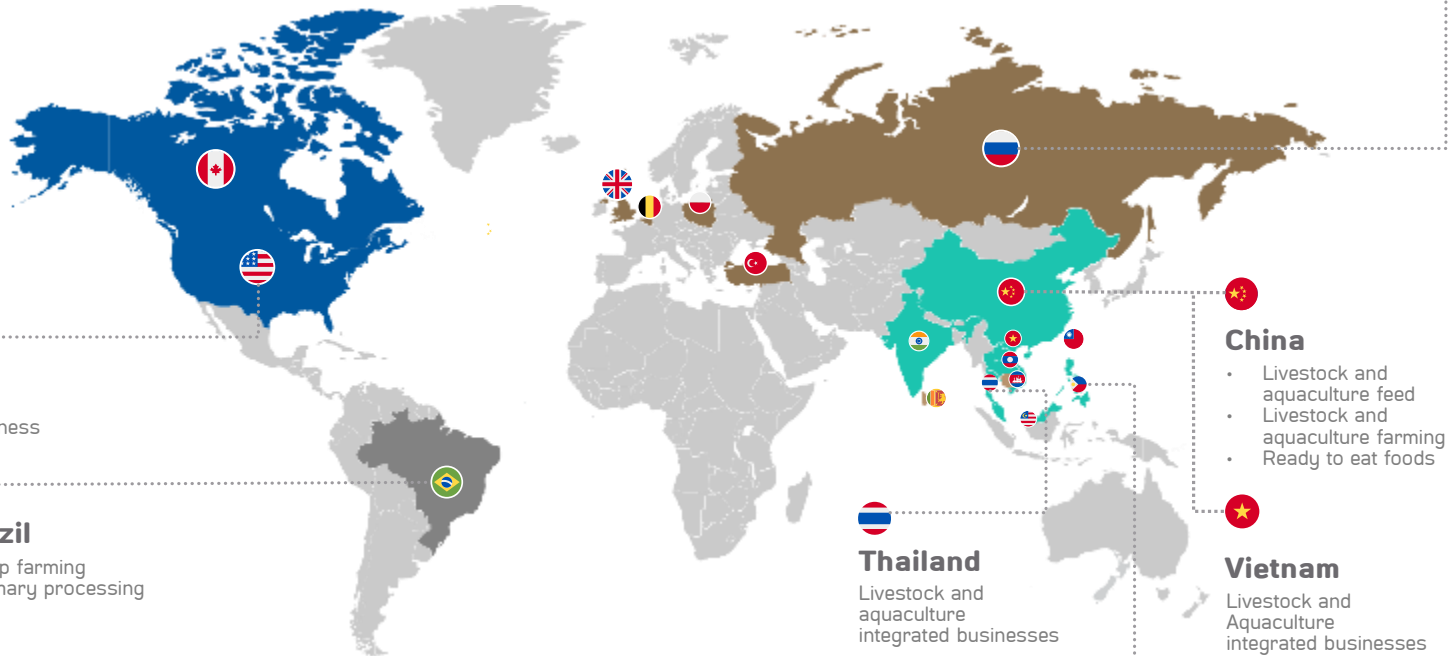 China
• Livestock and
aquaculture feed
• Livestock and
aquaculture farming
• Ready to eat foods
ness
zil
p farming
nary processing
Thailand
Livestock and
aquaculture
integrated businesses
Vietnam
Livestock and
Aquaculture
integrated businesses